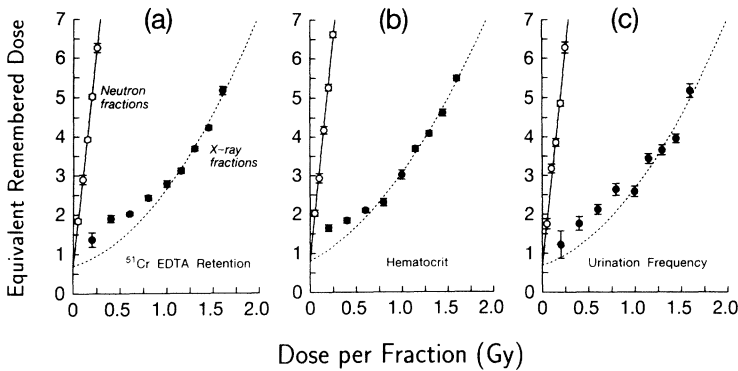 (a)
(b)
(c)
Equivalent Remembered Dose
7
6
5
4
3
2
1
0
Neutron
fractions
X-ray
fractions
⁵¹Cr EDTA Retention
0.5 1.0 1.5 2.0
7
6
5
4
3
2
1
0
Hematocrit
0.5 1.0 1.5 2.0
7
6
5
4
3
2
1
0
Urination Frequency
0.5 1.0 1.5 2.0
Dose per Fraction (Gy)